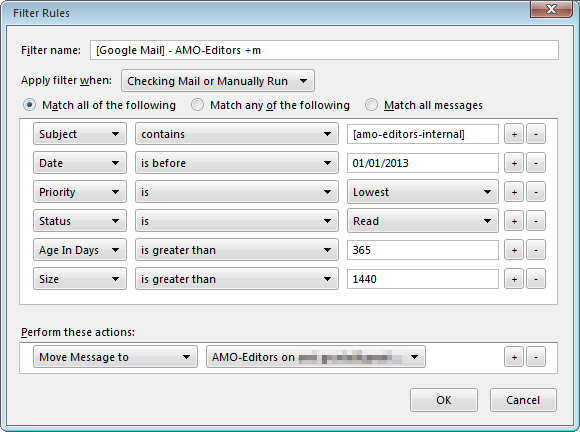 Filter Rules
Filter name: [Google Mail] - AMO-Editors +m
Apply filter when: Checking Mail or Manually Run
Match all of the following Match any of the following Match all messages
Subject contains [amo-editors-internal] + -
Date is before 01/01/2013 + -
Priority is Lowest + -
Status is Read + -
Age In Days is greater than 365 + -
Size is greater than 1440 + -
Perform these actions:
Move Message to AMO-Editors on + -
OK Cancel